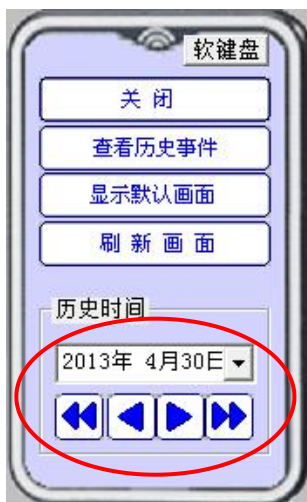 软键盘
关 闭
查看历史事件
显示默认画面
刷 新 画 面
历史时间
2013年 4月30日